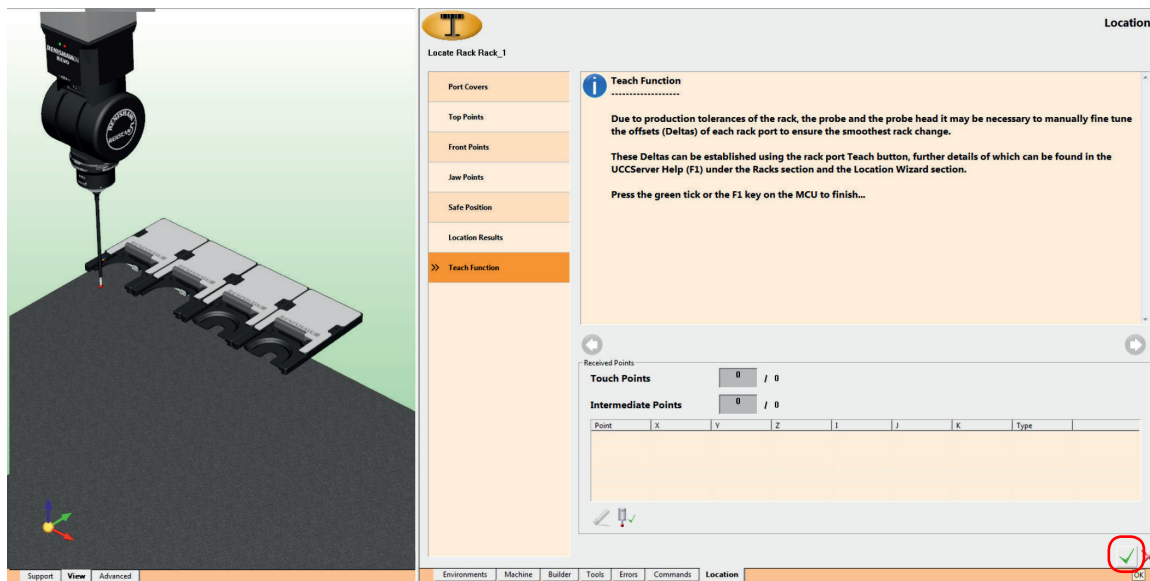 Location
Locate Rack Rack_1
Port Covers
Top Points
Front Points
Jaw Points
Safe Position
Location Results
>> Teach Function
Teach Function
-------------------
Due to production tolerances of the rack, the probe and the probe head it may be necessary to manually fine tune
the offsets (Deltas) of each rack port to ensure the smoothest rack change.
These Deltas can be established using the rack port Teach button, further details of which can be found in the
UCCServer Help (F1) under the Racks section and the Location Wizard section.
Press the green tick or the F1 key on the MCU to finish...
Received Points
Touch Points 0 / 0
Intermediate Points 0 / 0
Point X Y Z I J K Type
OK
Support View Advanced
Environments Machine Builder Tools Errors Commands Location
RENISHAW
REVO
RENISHAW
RENSCAN5